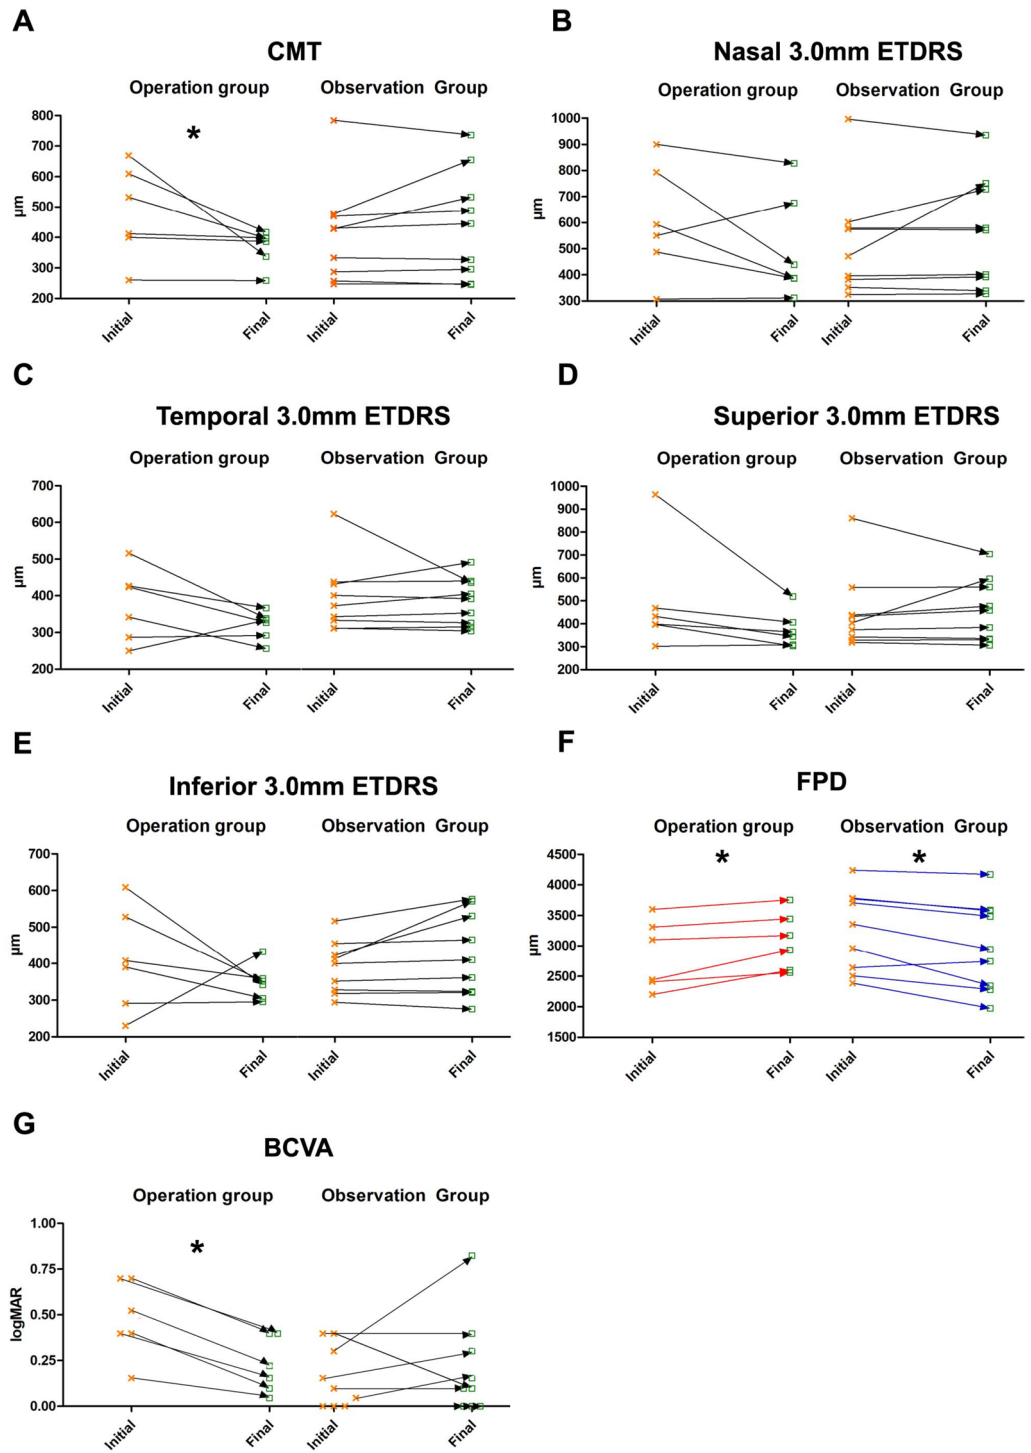 A
CMT
Operation group
Observation Group
*
800
700
600
500
400
300
200
µm
Initial
Final
Initial
Final
B
Nasal 3.0mm ETDRS
Operation group
Observation Group
1000
900
800
700
600
500
400
300
µm
Initial
Final
Initial
Final
C
Temporal 3.0mm ETDRS
Operation group
Observation Group
700
600
500
400
300
200
µm
Initial
Final
Initial
Final
D
Superior 3.0mm ETDRS
Operation group
Observation Group
1000
900
800
700
600
500
400
300
200
µm
Initial
Final
Initial
Final
E
Inferior 3.0mm ETDRS
Operation group
Observation Group
700
600
500
400
300
200
µm
Initial
Final
Initial
Final
F
FPD
Operation group
Observation Group
*
*
4500
4000
3500
3000
2500
2000
1500
µm
Initial
Final
Initial
Final
G
BCVA
Operation group
Observation Group
*
1.00
0.75
0.50
0.25
0.00
logMAR
Initial
Final
Initial
Final